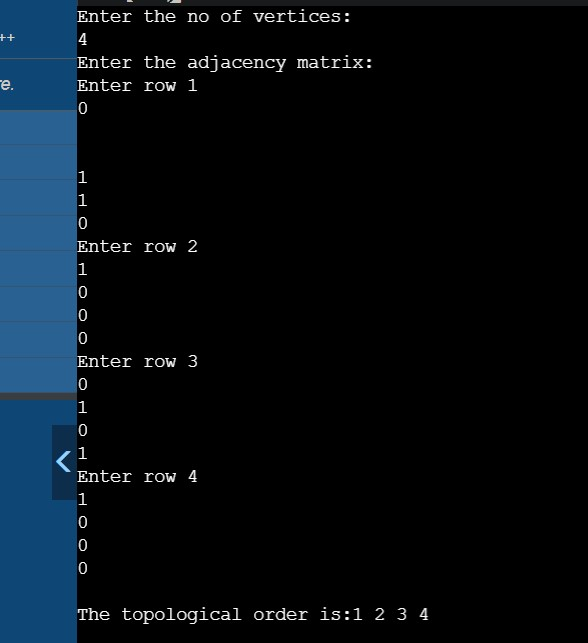 ++
re.
Enter the no of vertices:
4
Enter the adjacency matrix:
Enter row 1
0
1
1
0
Enter row 2
1
0
0
0
Enter row 3
0
1
0
1
Enter row 4
1
0
0
0
The topological order is:1 2 3 4